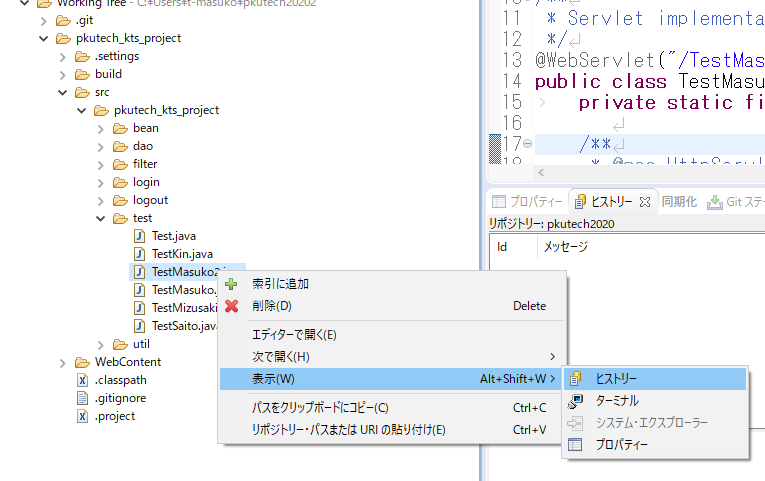 Working Tree - C:¥Users¥t-masuko¥pkutech20202
.git
pkutech_kts_project
.settings
build
src
pkutech_kts_project
bean
dao
filter
login
logout
test
Test.java
TestKin.java
TestMasuko2
TestMasuko.
TestMizusaki
TestSaito.java
util
WebContent
.classpath
.gitignore
.project
索引に追加
削除(D) Delete
エディターで開く(E)
次で開く(H)
表示(W) Alt+Shift+W
パスをクリップボードにコピー(C) Ctrl+C
リポジトリー・パスまたは URI の貼り付け(E) Ctrl+V
ヒストリー
ターミナル
システム・エクスプローラー
プロパティー
10 /**
11 * Servlet implementa
12 */
13 @WebServlet("/TestMas
14 public class TestMasu
15 private static fi
16
17 /**
18 * @see HttpServl
プロパティー ヒストリー 同期化 Git ステー
リポジトリー: pkutech2020
Id メッセージ